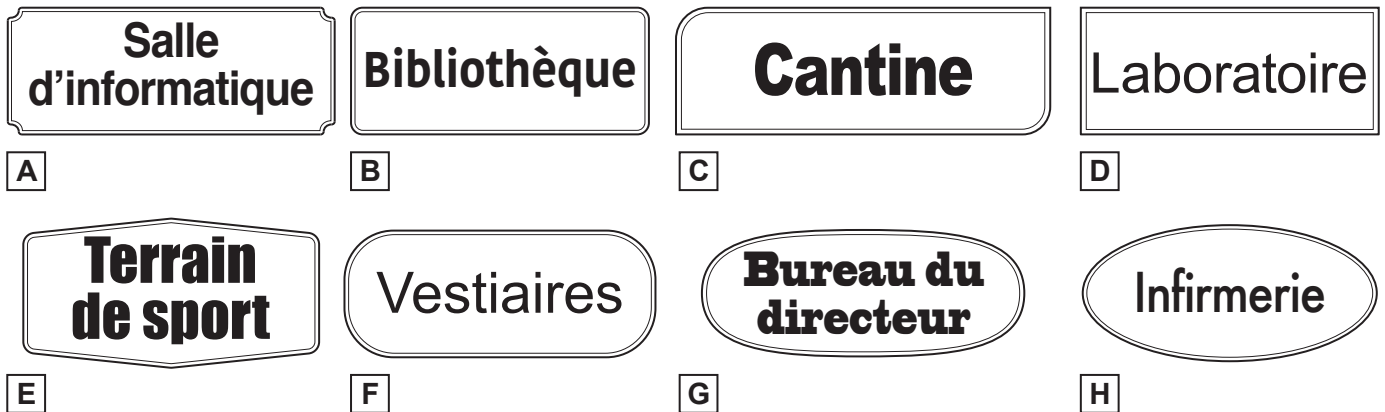 Salle
d’informatique
Bibliothèque
Cantine
Laboratoire
A
B
C
D
Terrain
de sport
Vestiaires
Bureau du
directeur
Infirmerie
E
F
G
H